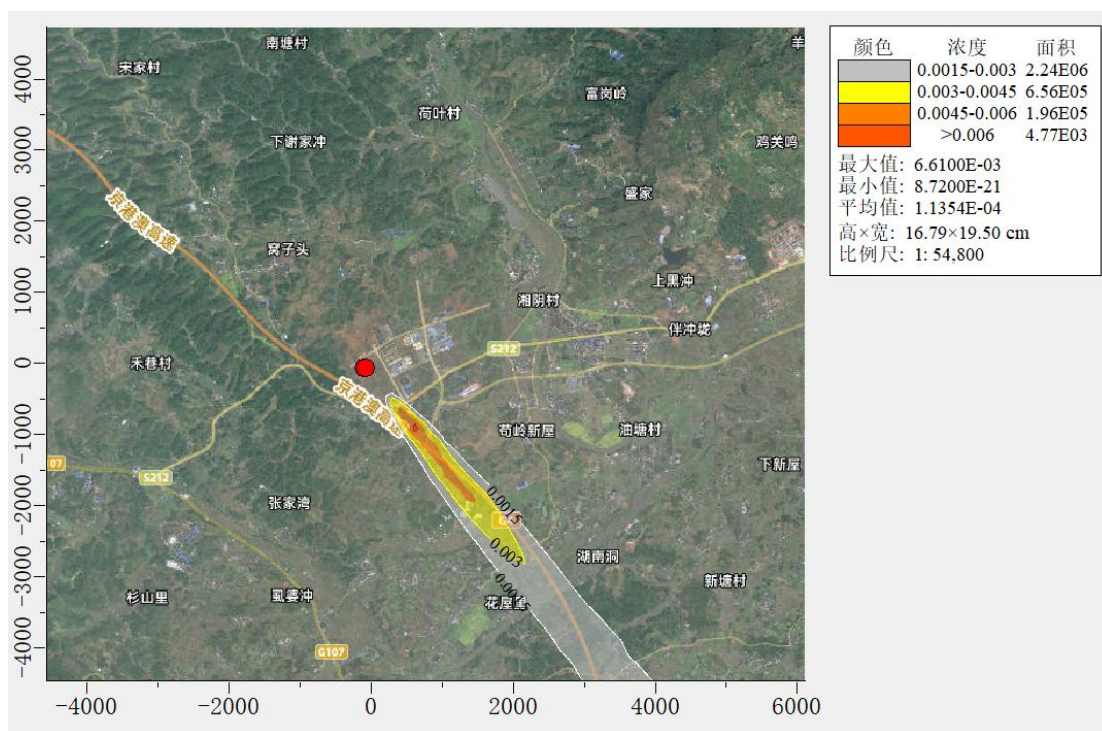 南塘村
宋家村
羊
富岗岭
荷叶村
下谢家冲
鸡关鸣
盛家
京港澳高速
窝子头
上黑冲
湘阴村
伴冲垅
S212
禾巷村
京港澳高速
苟岭新屋
油塘村
下新屋
07
S212
张家湾
0.0015
G
0.003
湖南洞
新塘村
杉山里
虱婆冲
花屋
G107
4000
3000
2000
1000
0
-1000
-2000
-3000
-4000
-4000
-2000
0
2000
4000
6000
颜色 浓度 面积
0.0015-0.003 2.24E06
0.003-0.0045 6.56E05
0.0045-0.006 1.96E05
>0.006 4.77E03
最大值: 6.6100E-03
最小值: 8.7200E-21
平均值: 1.1354E-04
高×宽: 16.79×19.50 cm
比例尺: 1: 54,800